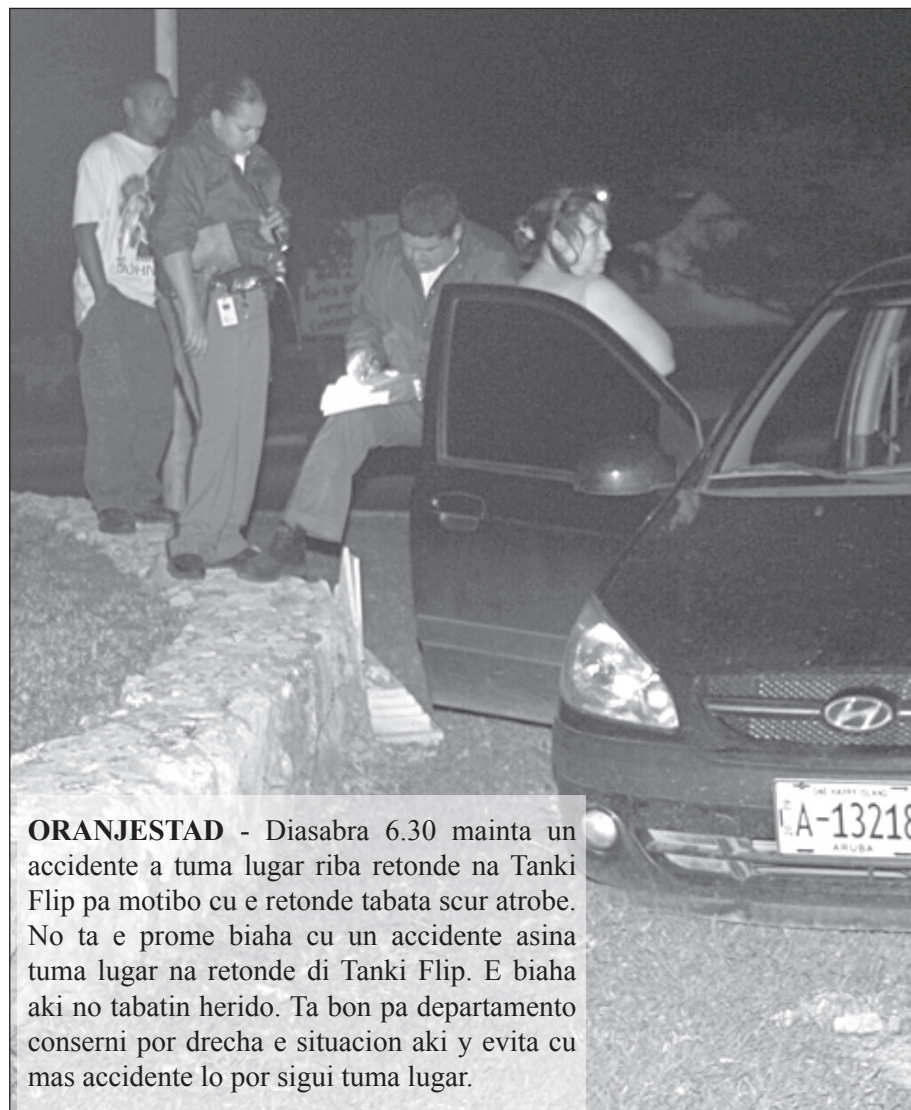 ORANJESTAD - Diasabra 6.30 mainta un
accidente a tuma lugar riba retonde na Tanki
Flip pa motibo cu e retonde tabata scur atrobe.
No ta e prome biaha cu un accidente asina
tuma lugar na retonde di Tanki Flip. E biaha
aki no tabatin herido. Ta bon pa departamento
conserni por drecha e situacion aki y evita cu
mas accidente lo por sigui tuma lugar.
ONE HAPPY ISLAND
A-13218
ARUBA